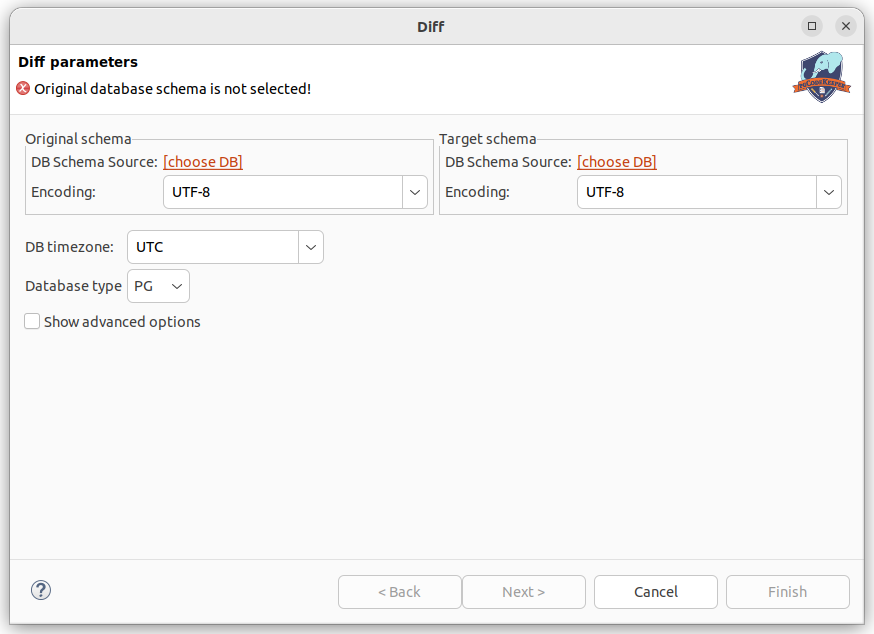 Diff
Diff parameters
Original database schema is not selected!
Original schema
DB Schema Source: [choose DB]
Encoding: UTF-8
Target schema
DB Schema Source: [choose DB]
Encoding: UTF-8
DB timezone: UTC
Database type PG
Show advanced options
? < Back Next > Cancel Finish